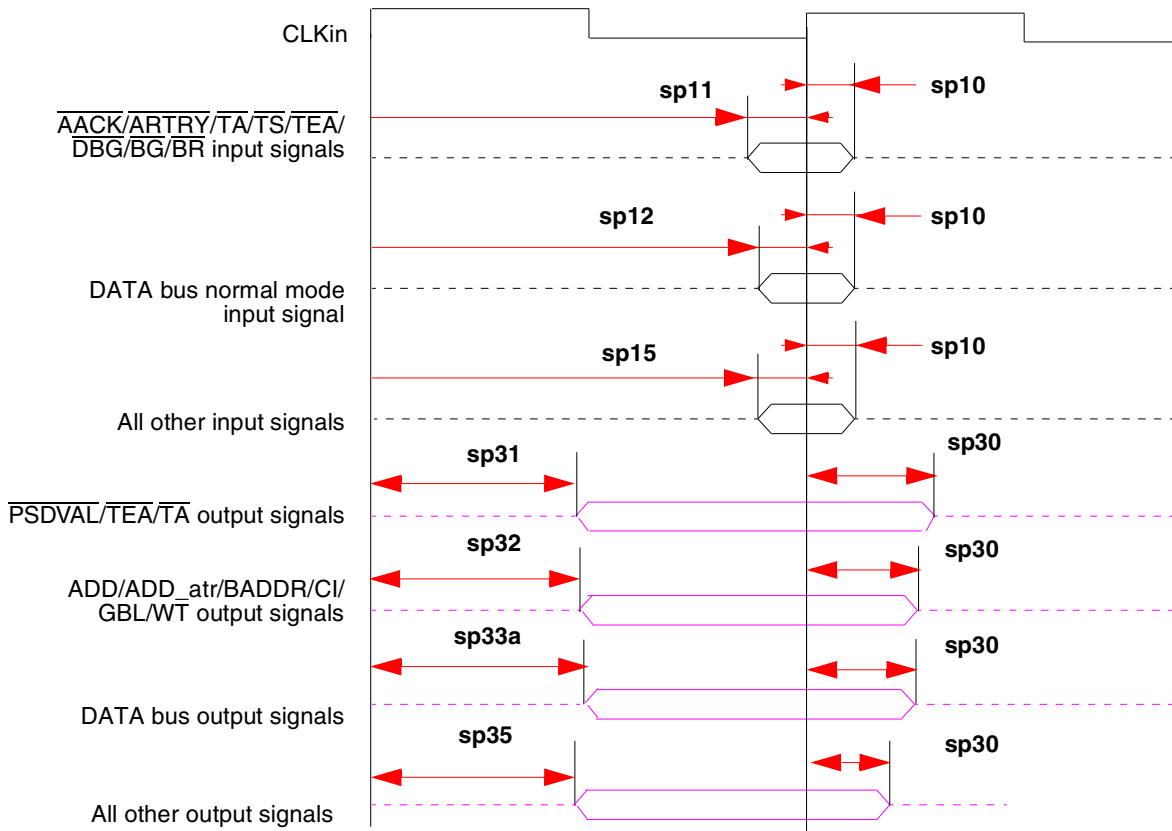 CLKin
sp11
sp10
AACK/ARTRY/TA/TS/TEA/
DBG/BG/BR input signals
sp12
sp10
DATA bus normal mode
input signal
sp15
sp10
All other input signals
sp31
sp30
PSDVAL/TEA/TA output signals
sp32
sp30
ADD/ADD_atr/BADDR/CI/
GBL/WT output signals
sp33a
sp30
DATA bus output signals
sp35
sp30
All other output signals